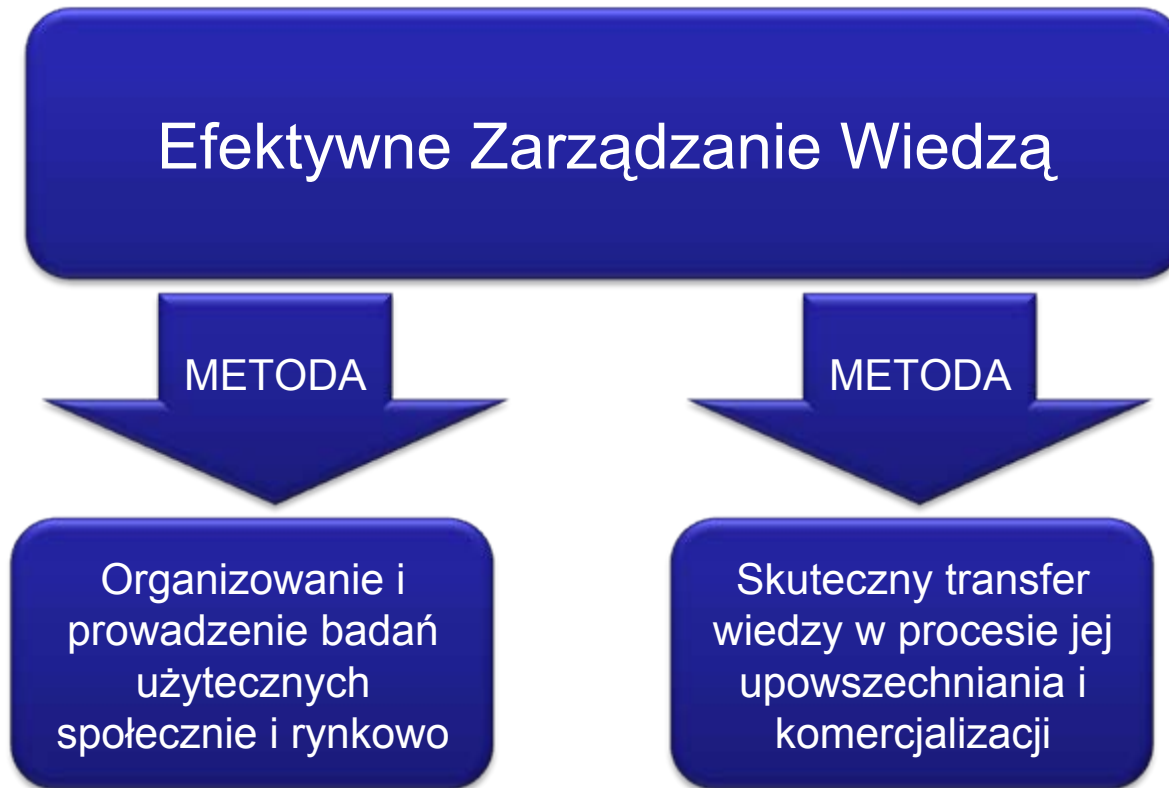 Efektywne Zarządzanie Wiedzą
METODA
METODA
Organizowanie i
prowadzenie badań
użytecznych
społecznie i rynkowo
Skuteczny transfer
wiedzy w procesie jej
upowszechniania i
komercjalizacji